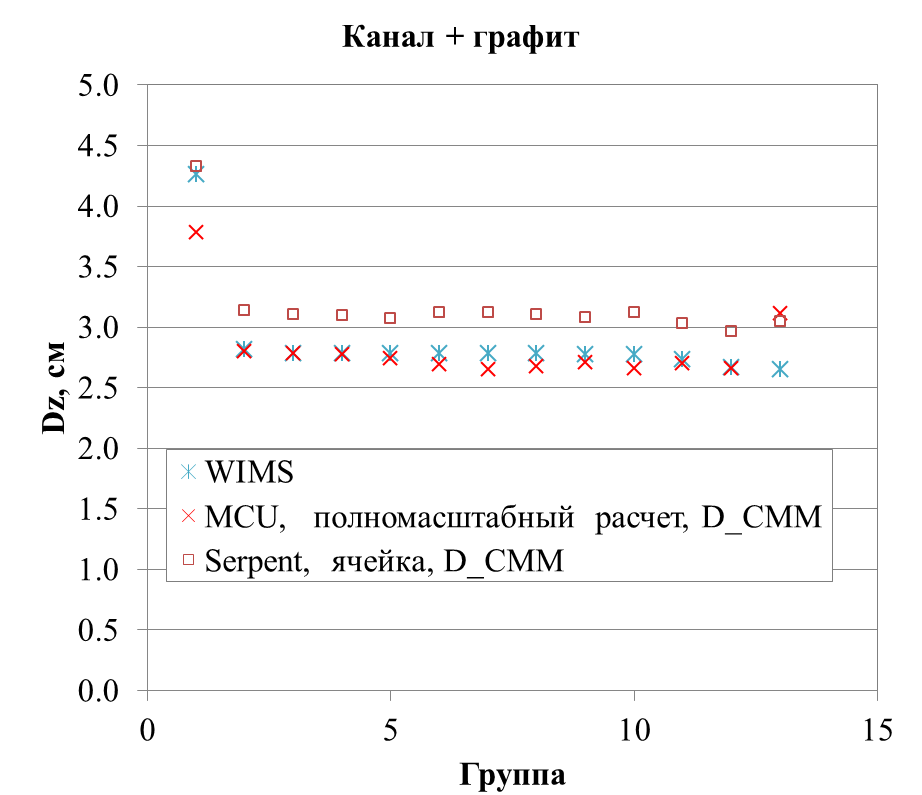 Канал + графит
5.0
4.5
4.0
3.5
3.0
2.5
2.0
1.5
1.0
0.5
0.0
Dz, см
WIMS
MCU, полномасштабный расчет, D_CMM
Serpent, ячейка, D_CMM
0 5 10 15
Группа